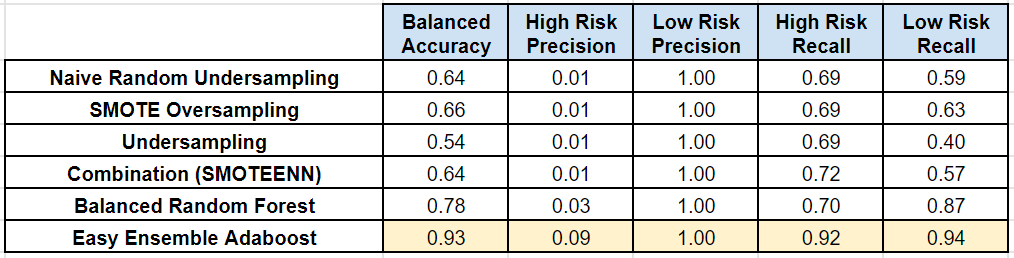 Balanced Accuracy High Risk Precision Low Risk Precision High Risk Recall Low Risk Recall
Naive Random Undersampling 0.64 0.01 1.00 0.69 0.59
SMOTE Oversampling 0.66 0.01 1.00 0.69 0.63
Undersampling 0.54 0.01 1.00 0.69 0.40
Combination (SMOTEENN) 0.64 0.01 1.00 0.72 0.57
Balanced Random Forest 0.78 0.03 1.00 0.70 0.87
Easy Ensemble Adaboost 0.93 0.09 1.00 0.92 0.94